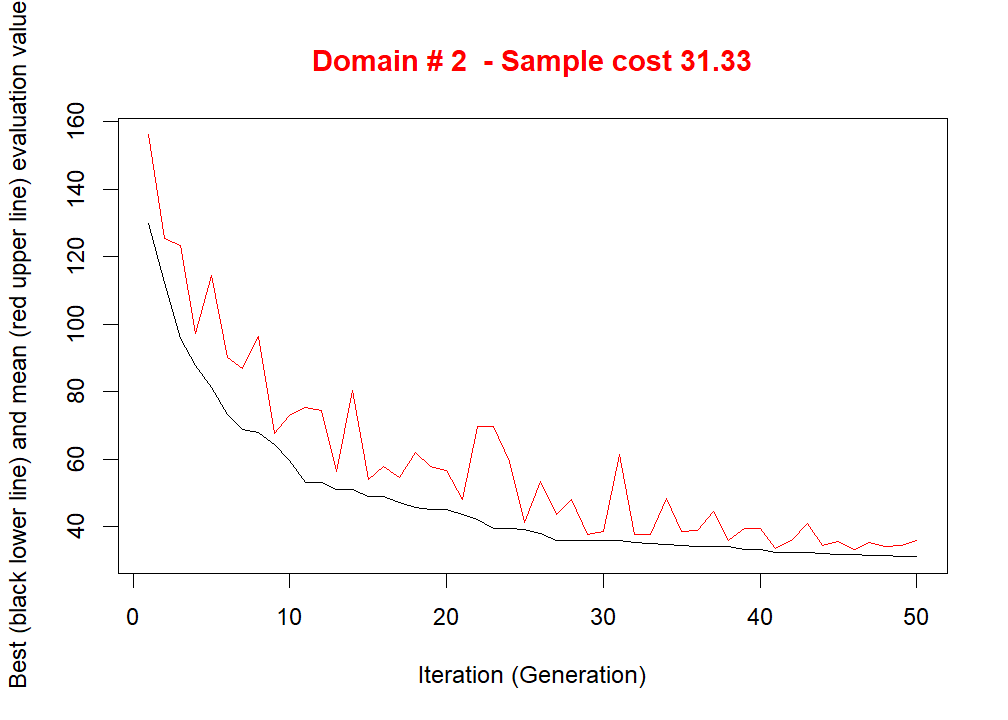 Domain # 2  - Sample cost 31.33
Best (black lower line) and mean (red upper line) evaluation value
160
140
120
100
80
60
40
0 10 20 30 40 50
Iteration (Generation)